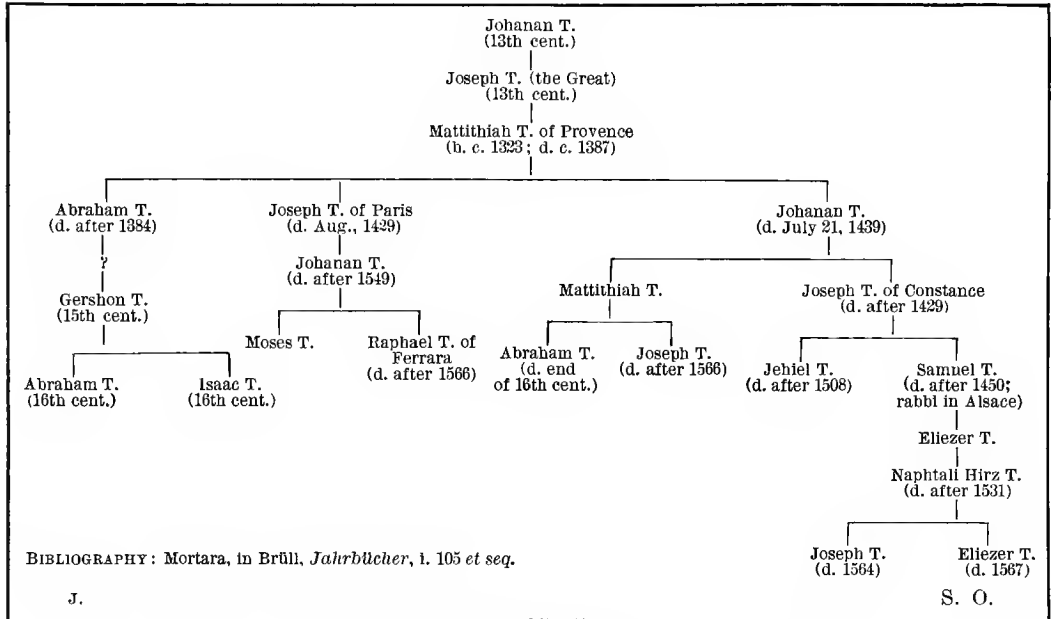 Johanan T.
(13th cent.)
Joseph T. (the Great)
(13th cent.)
Mattithiah T. of Provence
(b. c. 1323; d. c. 1387)
Abraham T.
(d. after 1384)
Joseph T. of Paris
(d. Aug., 1429)
Johanan T.
(d. July 21, 1439)
?
Gershon T.
(15th cent.)
Johanan T.
(d. after 1549)
Mattithiah T.
Joseph T. of Constance
(d. after 1429)
Abraham T.
(16th cent.)
Isaac T.
(16th cent.)
Moses T.
Raphael T. of
Ferrara
(d. after 1566)
Abraham T.
(d. end
of 16th cent.)
Joseph T.
(d. after 1566)
Jehiel T.
(d. after 1508)
Samuel T.
(d. after 1450;
rabbi in Alsace)
Eliezer T.
Naphtali Hirz T.
(d. after 1531)
Joseph T.
(d. 1564)
Eliezer T.
(d. 1567)
BIBLIOGRAPHY: Mortara, in Brüll, Jahrbücher, i. 105 et seq.
J. S. O.